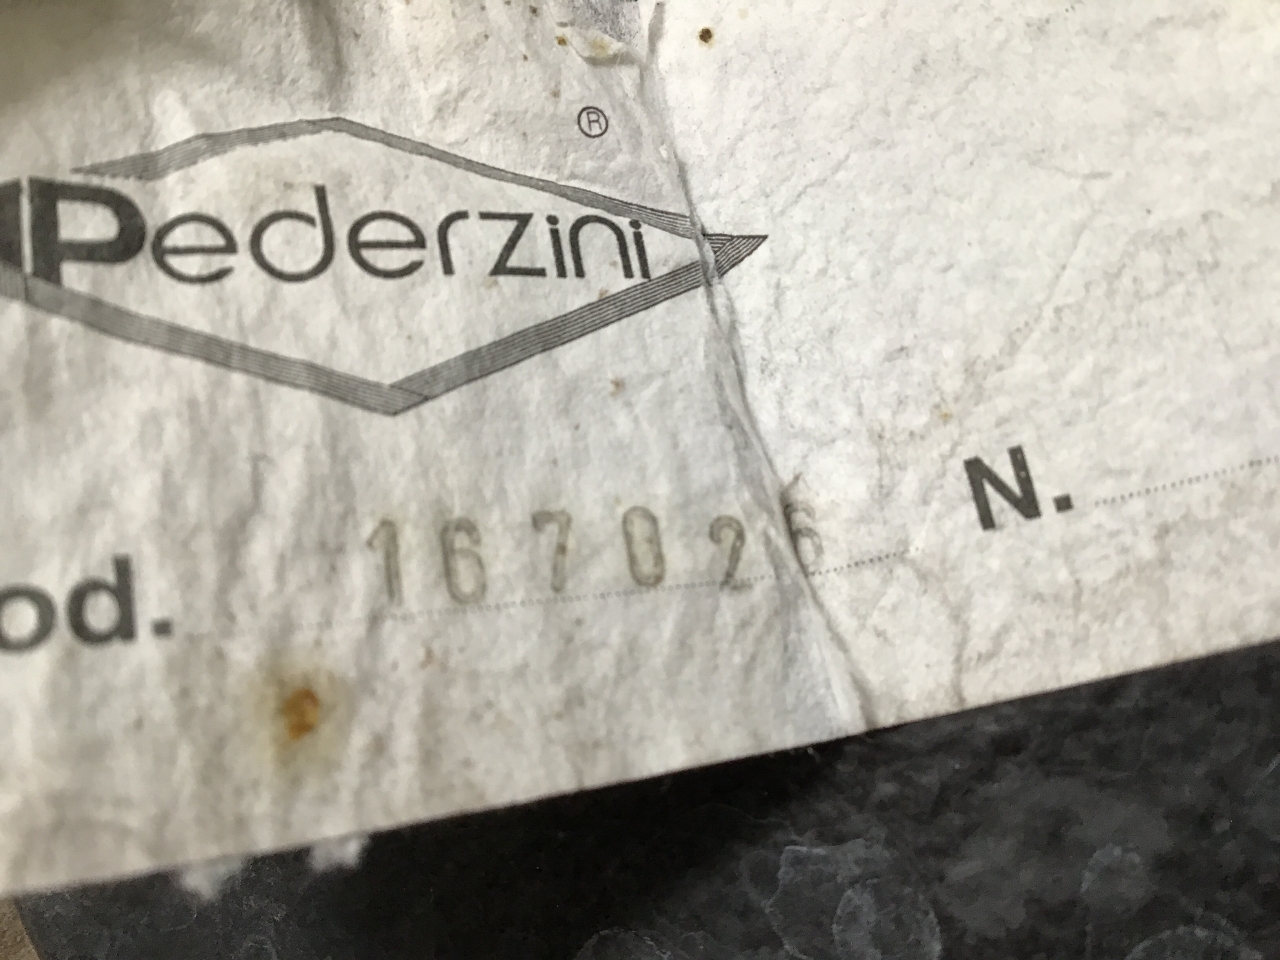 Pederzini ®
od. 167026 N.